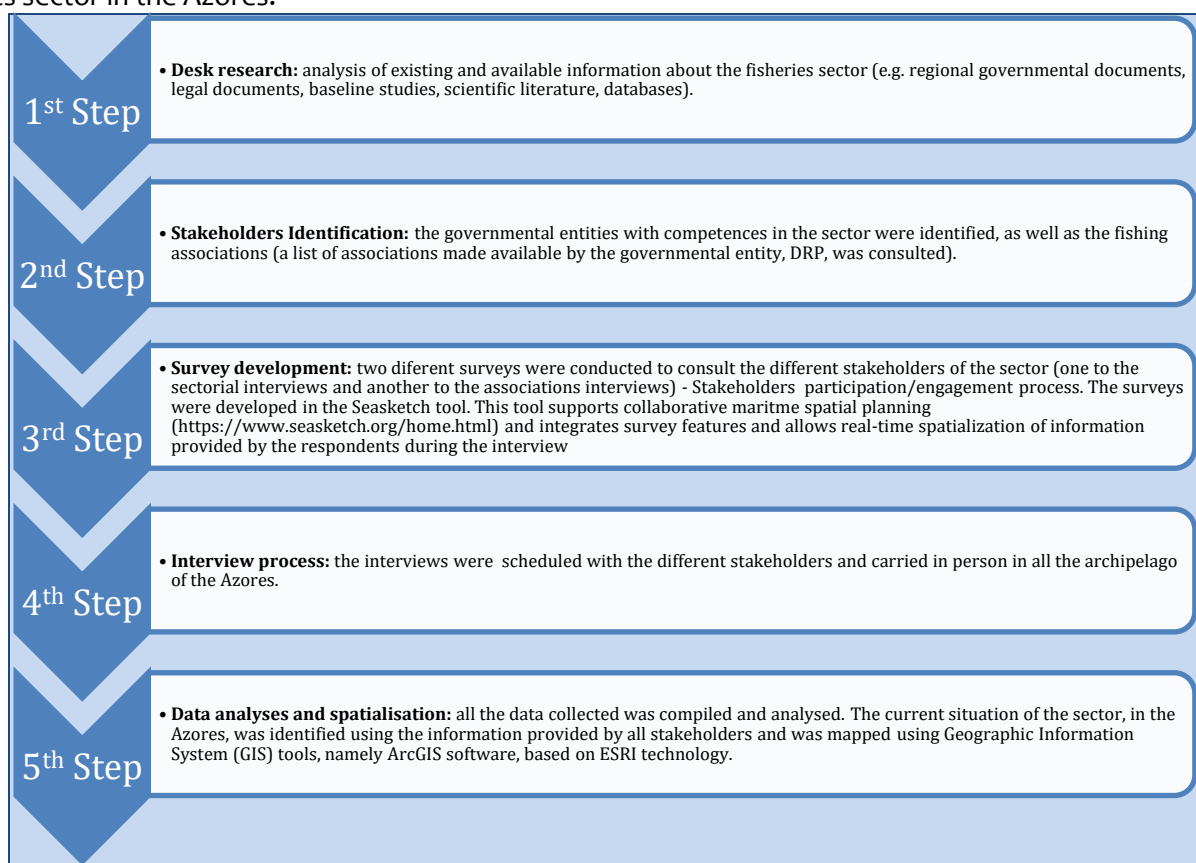 s sector in the Azores.
1st Step
• Desk research: analysis of existing and available information about the fisheries sector (e.g. regional governmental documents,
legal documents, baseline studies, scientific literature, databases).
2nd Step
• Stakeholders Identification: the governmental entities with competences in the sector were identified, as well as the fishing
associations (a list of associations made available by the governmental entity, DRP, was consulted).
3rd Step
• Survey development: two diferent surveys were conducted to consult the different stakeholders of the sector (one to the
sectorial interviews and another to the associations interviews) - Stakeholders participation/engagement process. The surveys
were developed in the Seasketch tool. This tool supports collaborative maritme spatial planning
(https://www.seasketch.org/home.html) and integrates survey features and allows real-time spatialization of information
provided by the respondents during the interview
4th Step
• Interview process: the interviews were scheduled with the different stakeholders and carried in person in all the archipelago
of the Azores.
5th Step
• Data analyses and spatialisation: all the data collected was compiled and analysed. The current situation of the sector, in the
Azores, was identified using the information provided by all stakeholders and was mapped using Geographic Information
System (GIS) tools, namely ArcGIS software, based on ESRI technology.